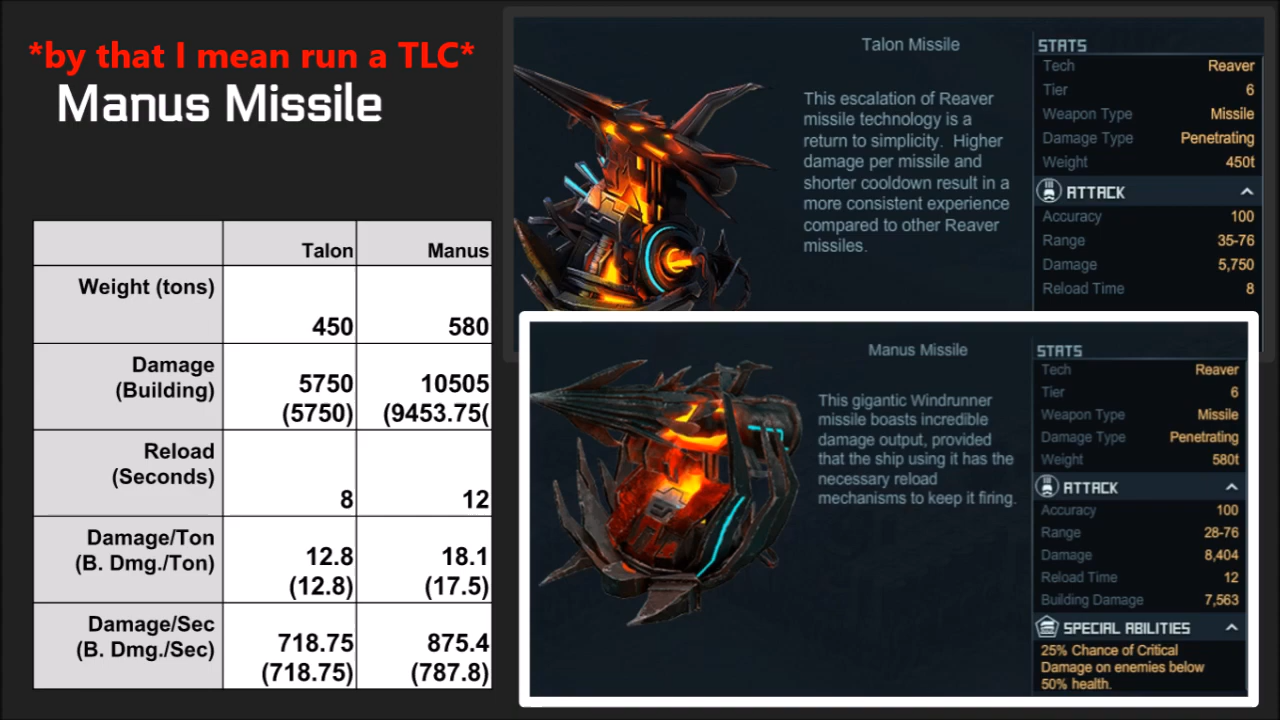 *by that I mean run a TLC*
Manus Missile
Talon Manus
Weight (tons)
450 580
Damage
(Building)
5750 10505
(5750) (9453.75(
Reload
(Seconds)
8 12
Damage/Ton
(B. Dmg./Ton)
12.8 18.1
(12.8) (17.5)
Damage/Sec
(B. Dmg./Sec)
718.75 875.4
(718.75) (787.8)
Talon Missile
This escalation of Reaver
missile technology is a
return to simplicity. Higher
damage per missile and
shorter cooldown result in a
more consistent experience
compared to other Reaver
missiles.
STATS
Tech Reaver
Tier 6
Weapon Type Missile
Damage Type Penetrating
Weight 450t
ATTACK
Accuracy 100
Range 35-76
Damage 5,750
Reload Time 8
Manus Missile
This gigantic Windrunner
missile boasts incredible
damage output, provided
that the ship using it has the
necessary reload
mechanisms to keep it firing.
STATS
Tech Reaver
Tier 6
Weapon Type Missile
Damage Type Penetrating
Weight 580t
ATTACK
Accuracy 100
Range 28-76
Damage 8,404
Reload Time 12
Building Damage 7,563
SPECIAL ABILITIES
25% Chance of Critical
Damage on enemies below
50% health.